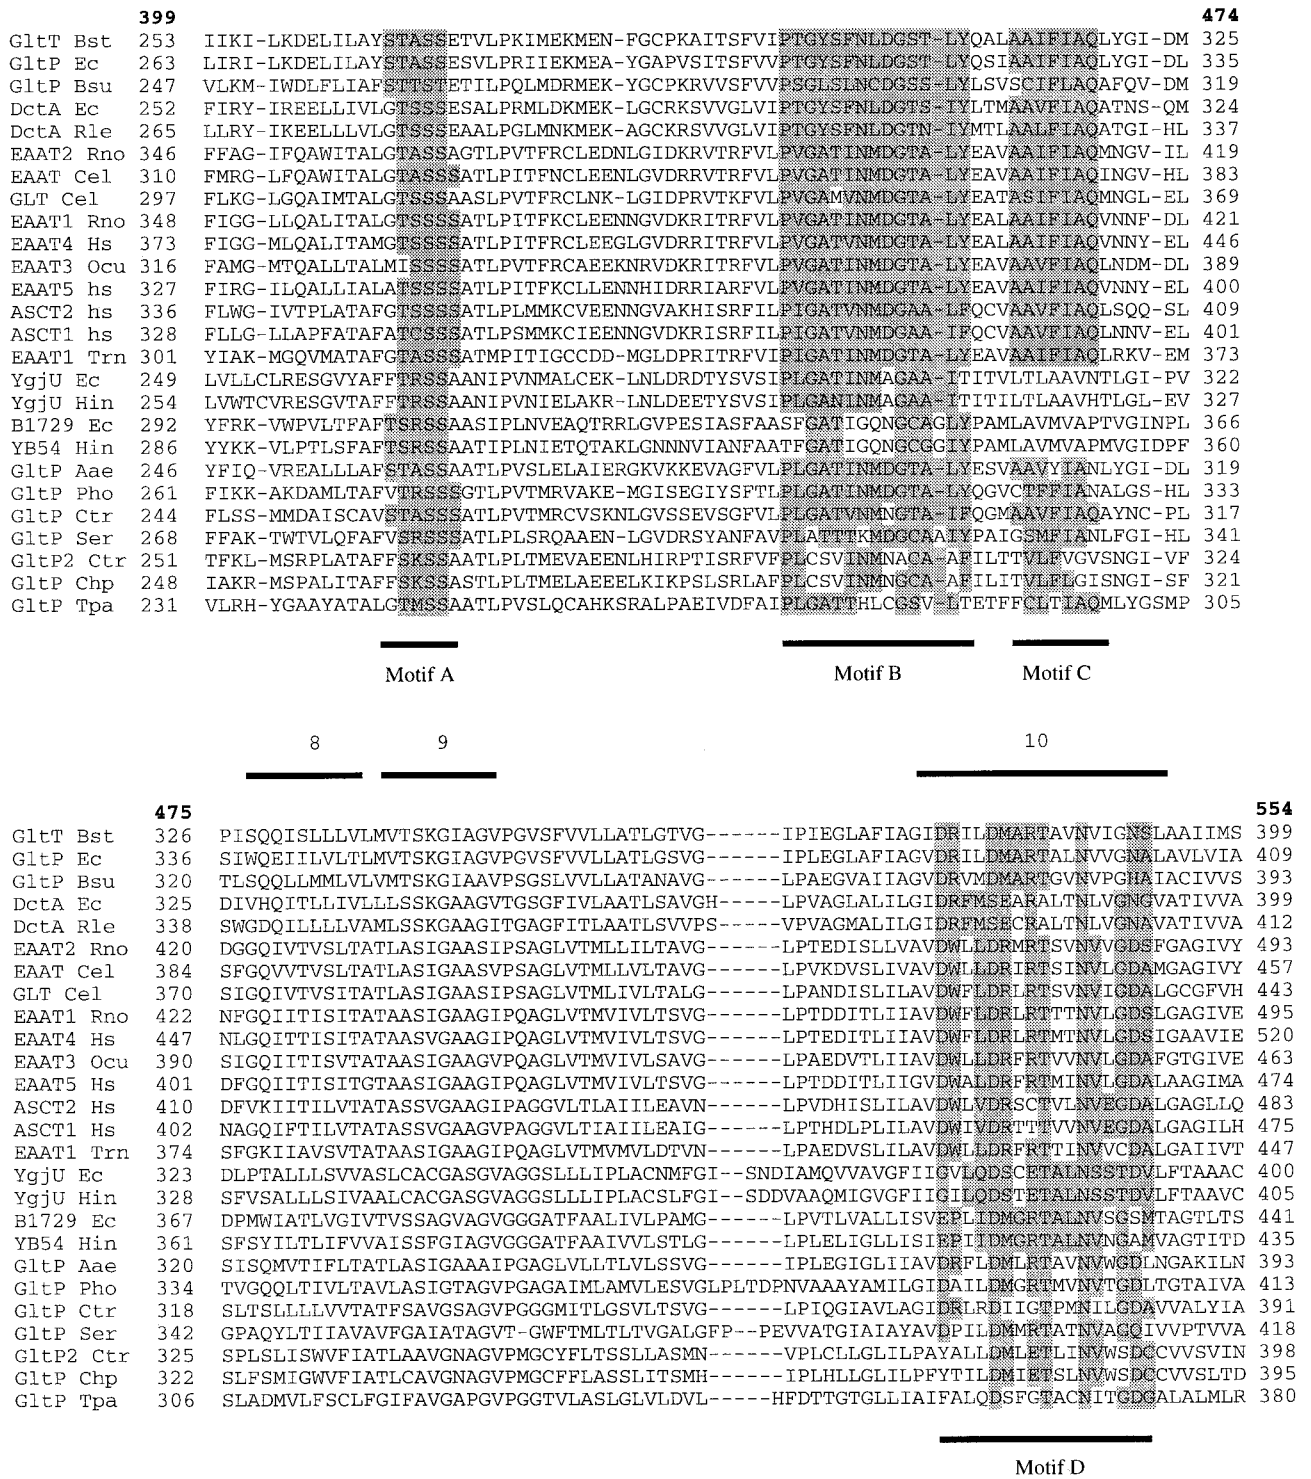 399 474
GltT Bst 253 IIKI-LKDELILAYSTASSETVLPKIMEKMEN-FGCPKAITSFVIPTGYSFNLDGST-LYQALAAIFIAQLYGI-DM 325
GltP Ec 263 LIRI-LKDELILAYSTASSESVLPRIIEKMEA-YGAPVSITSFVVPTGYSFNLDGST-LYQSIAAIFIAQLYGI-DL 335
GltP Bsu 247 VLKM-IWDLFLIAFSTTSTETILPQLMDRMEK-YGCPKRVVSFVVPSGLSLNCDGSS-LYLSVSCIFLAQAFQV-DM 319
DctA Ec 252 FIRY-IREELLIVLGTSSSESALPRMLDKMEK-LGCRKSVVGLVIPTGYSFNLDGTS-IYLTMAAVFIAQATNS-QM 324
DctA Rle 265 LLRY-IKEELLLVLGTSSSEAALPGLMNKMEK-AGCKRSVVGLVIPTGYSFNLDGTN-IYMTLAALFIAQATGI-HL 337
EAAT2 Rno 346 FFAG-IFQAWITALGTASSAGTLPVTFRCLEDNLGIDKRVTRFVLPVGATINMDGTA-LYEAVAAIFIAQMNGV-IL 419
EAAT Cel 310 FMRG-LFQAWITALGTASSSATLPITFNCLEENLGVDRRVTRFVLPVGATINMDGTA-LYEAVAAIFIAQINGV-HL 383
GLT Cel 297 FLKG-LGQAIMTALGTSSSAASLPVTFRCLNK-LGIDPRVTKFVLPVGAMVNMDGTA-LYEATASIFIAQMNGL-EL 369
EAAT1 Rno 348 FIGG-LLQALITALGTSSSSATLPITFKCLEENNGVDKRITRFVLPVGATINMDGTA-LYEALAAIFIAQVNNF-DL 421
EAAT4 Hs 373 FIGG-MLQALITAMGTSSSSATLPITFRCLEEGLGVDRRITRFVLPVGATVNMDGTA-LYEALAAIFIAQVNNY-EL 446
EAAT3 Ocu 316 FAMG-MTQALLTALMISSSSATLPVTFRCAEEKNRVDKRITRFVLPVGATINMDGTA-LYEAVAAVFIAQLNDM-DL 389
EAAT5 hs 327 FIRG-ILQALLIALATSSSSATLPITFKCLLENNHIDRRIARFVLPVGATINMDGTA-LYEAVAAIFIAQVNNY-EL 400
ASCT2 hs 336 FLWG-IVTPLATAFGTSSSSATLPLMMKCVEENNGVAKHISRFILPIGATVNMDGAA-LFQCVAAVFIAQLSQQ-SL 409
ASCT1 hs 328 FLLG-LLAPFATAFATCSSSATLPSMMKCIEENNGVDKRISRFILPIGATVNMDGAA-IFQCVAAVFIAQLNNV-EL 401
EAAT1 Trn 301 YIAK-MGQVMATAFGTASSSATMPITIGCCDD-MGLDPRITRFVIPIGATINMDGTA-LYEAVAAIFIAQLRKV-EM 373
YgjU Ec 249 LVLLCLRESGVYAFFTRSSAANIPVNMALCEK-LNLDRDTYSVSIPLGATINMAGAA-ITITVLTLAAVNTLGI-PV 322
YgjU Hin 254 LVWTCVRESGVTAFFTRSSAANIPVNIELAKR-LNLDEETYSVSIPLGANINMAGAA-ITITILTLAAVHTLGL-EV 327
B1729 Ec 292 YFRK-VWPVLTFAFTSRSSAASIPLNVEAQTRRLGVPESIASFAASFGATIGQNGCAGLYPAMLAVMVAPTVGINPL 366
YB54 Hin 286 YYKK-VLPTLSFAFTSRSSAATIPLNIETQTAKLGNNNVIANFAATFGATIGQNGCGGIYPAMLAVMVAPMVGIDPF 360
GltP Aae 246 YFIQ-VREALLLAFSTASSAATLPVSLELAIERGKVKKEVAGFVLPLGATINMDGTA-LYESVAAVYIANLYGI-DL 319
GltP Pho 261 FIKK-AKDAMLTAFVTRSSSGTLPVTMRVAKE-MGISEGIYSFTLPLGATINMDGTA-LYQGVCTFFIANALGS-HL 333
GltP Ctr 244 FLSS-MMDAISCAVSTASSSATLPVTMRCVSKNLGVSSEVSGFVLPLGATVNMNGTA-IFQGMAAVFIAQAYNC-PL 317
GltP Ser 268 FFAK-TWTVLQFAFVSRSSAATLPLSRQAAEN-LGVDRSYANFAVPLATTTKMDGCAAIYPAIGSMFIANLFGI-HL 341
GltP2 Ctr 251 TFKL-MSRPLATAFFSKSSAATLPLTMEVAEENLHIRPTISRFVFPLCSVINMNACA-AFILTTVLFVGVSNGI-VF 324
GltP Chp 248 IAKR-MSPALITAFFSKSSASTLPLTMELAEEELKIKPSLSRLAFPLCSVINMNGCA-AFILITVLFLGISNGI-SF 321
GltP Tpa 231 VLRH-YGAAYATALGTMSSAATLPVSLQCAHKSRALPAEIVDFAIPLGATTHLCGSV-LTETFFCLTIAQMLYGSMP 305
Motif A Motif B Motif C
8 9 10
475 554
GltT Bst 326 PISQQISLLLVLMVTSKGIAGVPGVSFVVLLATLGTVG------IPIEGLAFIAGIDRILDMARTAVNVIGNSLAAIIMS 399
GltP Ec 336 SIWQEIILVLTLMVTSKGIAGVPGVSFVVLLATLGSVG------IPLEGLAFIAGVDRILDMARTALNVVGNALAVLVIA 409
GltP Bsu 320 TLSQQLLMMLVLVMTSKGIAAVPSGSLVVLLATANAVG------LPAEGVAIIAGVDRVMDMARTGVNVPGHAIACIVVS 393
DctA Ec 325 DIVHQITLLIVLLLSSKGAAGVTGSGFIVLAATLSAVGH-----LPVAGLALILGIDRFMSEARALTNLVGNGVATIVVA 399
DctA Rle 338 SWGDQILLLLVAMLSSKGAAGITGAGFITLAATLSVVPS-----VPVAGMALILGIDRFMSECRALTNLVGNAVATIVVA 412
EAAT2 Rno 420 DGGQIVTVSLTATLASIGAASIPSAGLVTMLLILTAVG------LPTEDISLLVAVDWLLDRMRTSVNVVGDSFGAGIVY 493
EAAT Cel 384 SFGQVVTVSLTATLASIGAASVPSAGLVTMLLVLTAVG------LPVKDVSLIVAVDWLLDRIRTSINVLGDAMGAGIVY 457
GLT Cel 370 SIGQIVTVSITATLASIGAASIPSAGLVTMLIVLTALG------LPANDISLILAVDWFLDRLRTSVNVIGDALGCGFVH 443
EAAT1 Rno 422 NFGQIITISITATAASIGAAGIPQAGLVTMVIVLTSVG------LPTDDITLIIAVDWFLDRLRTTTNVLGDSLGAGIVE 495
EAAT4 Hs 447 NLGQITTISITATAASVGAAGIPQAGLVTMVIVLTSVG------LPTEDITLIIAVDWFLDRLRTMTNVLGDSIGAAVIE 520
EAAT3 Ocu 390 SIGQIITISVTATAASIGAAGVPQAGLVTMVIVLSAVG------LPAEDVTLIIAVDWLLDRFRTVVNVLGDAFGTGIVE 463
EAAT5 Hs 401 DFGQIITISITGTAASIGAAGIPQAGLVTMVIVLTSVG------LPTDDITLIIGVDWALDRFRTMINVLGDALAAGIMA 474
ASCT2 Hs 410 DFVKIITILVTATASSVGAAGIPAGGVLTLAIILEAVN------LPVDHISLILAVDWLVDRSCTVLNVEGDALGAGLLQ 483
ASCT1 Hs 402 NAGQIFTILVTATASSVGAAGVPAGGVLTIAIILEAIG------LPTHDLPLILAVDWIVDRTTTVVNVEGDALGAGILH 475
EAAT1 Trn 374 SFGKIIAVSVTATAASIGAAGIPQAGLVTMVMVLDTVN------LPAEDVSLILAVDWLLDRFRTTINVVCDALGAIIVT 447
YgjU Ec 323 DLPTALLLSVVASLCACGASGVAGGSLLLIPLACNMFGI--SNDIAMQVVAVGFIIGVLQDSCETALNSSTDVLFTAAAC 400
YgjU Hin 328 SFVSALLLSIVAALCACGASGVAGGSLLLIPLACSLFGI--SDDVAAQMIGVGFIIGILQDSTETALNSSTDVLFTAAVC 405
B1729 Ec 367 DPMWIATLVGIVTVSSAGVAGVGGGATFAALIVLPAMG------LPVTLVALLISVEPLIDMGRTALNVSGSMTAGTLTS 441
YB54 Hin 361 SFSYILTLIFVVAISSFGIAGVGGGATFAAIVVLSTLG------LPLELIGLLISIEPIIDMGRTALNVNGAMVAGTITD 435
GltP Aae 320 SISQMVTIFLTATLASIGAAAIPGAGLVLLTLVLSSVG------IPLEGIGLIIAVDRFLDMLRTAVNVWGDLNGAKILN 393
GltP Pho 334 TVGQQLTIVLTAVLASIGTAGVPGAGAIMLAMVLESVGLPLTDPNVAAAYAMILGIDAILDMGRTMVNVTGDLTGTAIVA 413
GltP Ctr 318 SLTSLLLLVVTATFSAVGSAGVPGGGMITLGSVLTSVG------LPIQGIAVLAGIDRLRDIIGTPMNILGDAVVALYIA 391
GltP Ser 342 GPAQYLTIIAVAVFGAIATAGVT-GWFTMLTLTVGALGFP--PEVVATGIAIAYAVDPILDMMRTATNVAGQIVVPTVVA 418
GltP2 Ctr 325 SPLSLISWVFIATLAAVGNAGVPMGCYFLTSSLLASMN------VPLCLLGLILPAYALLDMLETLINVWSDCCVVSVIN 398
GltP Chp 322 SLFSMIGWVFIATLCAVGNAGVPMGCFFLASSLITSMH------IPLHLLGLILPFYTILDMIETSLNVWSDCCVVSLTD 395
GltP Tpa 306 SLADMVLFSCLFGIFAVGAPGVPGGTVLASLGLVLDVL-----HFDTTGTGLLIAIFALQDSFGTACNITGDGALALMLR 380
Motif D